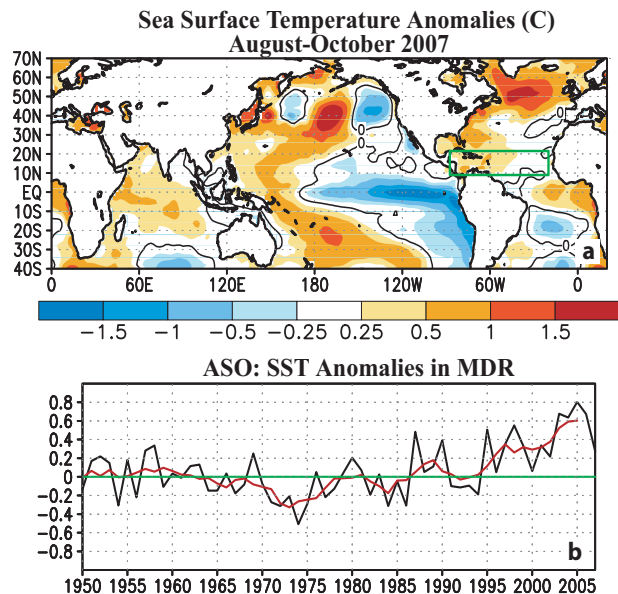 Sea Surface Temperature Anomalies (C)
August-October 2007
70N
60N
50N
40N
30N
20N
10N
EQ
10S
20S
30S
40S
0
0
0
0
0
a
0 60E 120E 180 120W 60W 0
-1.5 -1 -0.5 -0.25 0.25 0.5 1 1.5
ASO: SST Anomalies in MDR
0.8
0.6
0.4
0.2
0
-0.2
-0.4
-0.6
-0.8
b
1950 1955 1960 1965 1970 1975 1980 1985 1990 1995 2000 2005